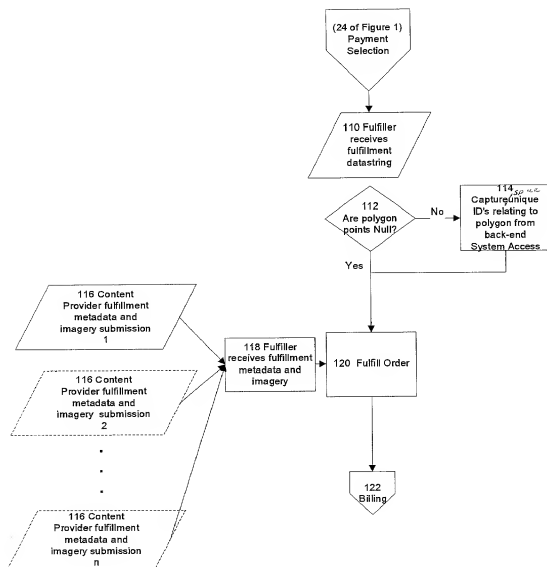 (24 of Figure 1)
Payment
Selection
110 Fulfiller
receives
fulfillment
datastring
112
Are polygon
points Null?
No
114
Capture unique
ID's relating to
polygon from
back-end
System Access
Yes
116 Content
Provider fulfillment
metadata and
imagery submission
1
118 Fulfiller
receives fulfillment
metadata and
imagery
120 Fulfill Order
116 Content
Provider fulfillment
metadata and
imagery submission
2
116 Content
Provider fulfillment
metadata and
imagery submission
n
122
Billing